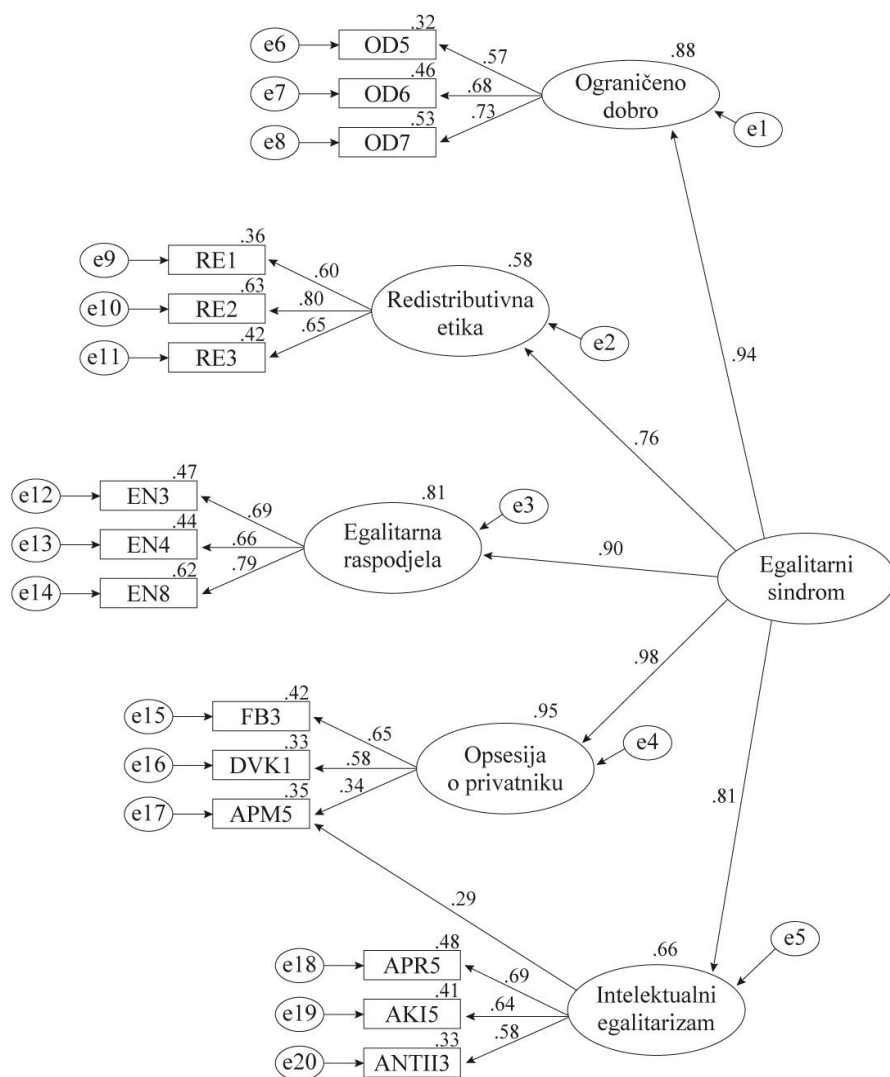 .32
e6 OD5 .57 .88
.46
e7 OD6 .68 Ograničeno
dobro
.53 .73
e8 OD7 e1
.36
e9 RE1 .60 .58
.63
e10 RE2 .80 Redistributivna
etika
.42 .65
e11 RE3 e2 .94
.76
.47
e12 EN3 .69 .81 e3
.44
e13 EN4 .66 Egalitarna
raspodjela .90
.62 .79
e14 EN8
Egalitarni
sindrom
.98
.42
e15 FB3 .65 .95
.33
e16 DVK1 .58 Opsesija
o privatniku e4
.35 .34
e17 APM5 .81
.29
.48
e18 APR5 .69 .66 e5
.41
e19 AKI5 .64 Intelektualni
egalitarizam
.33 .58
e20 ANTII3